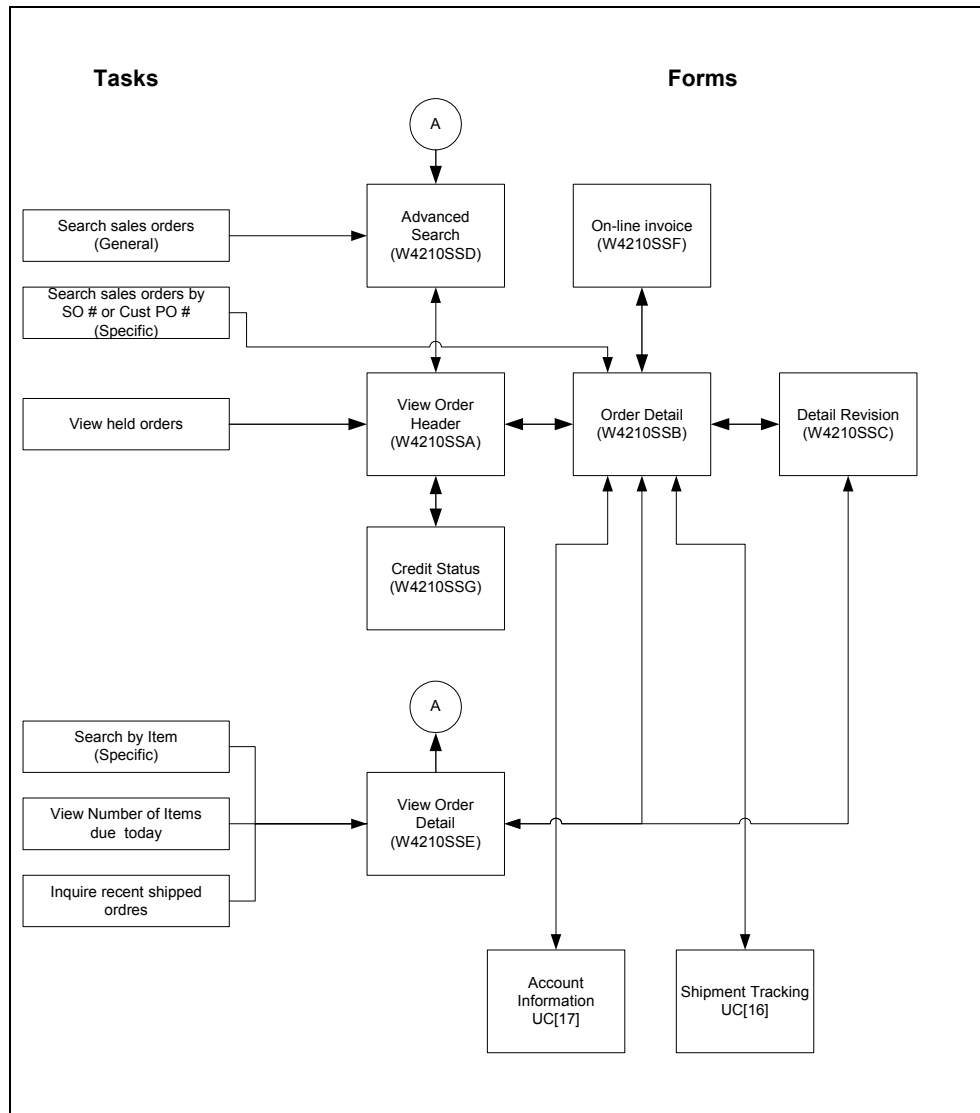 Tasks
Forms
A
Search sales orders
(General)
Advanced
Search
(W4210SSD)
On-line invoice
(W4210SSF)
Search sales orders by
SO # or Cust PO #
(Specific)
View held orders
View Order
Header
(W4210SSA)
Order Detail
(W4210SSB)
Detail Revision
(W4210SSC)
Credit Status
(W4210SSG)
A
Search by Item
(Specific)
View Number of Items
due today
View Order
Detail
(W4210SSE)
Inquire recent shipped
ordres
Account
Information
UC[17]
Shipment Tracking
UC[16]